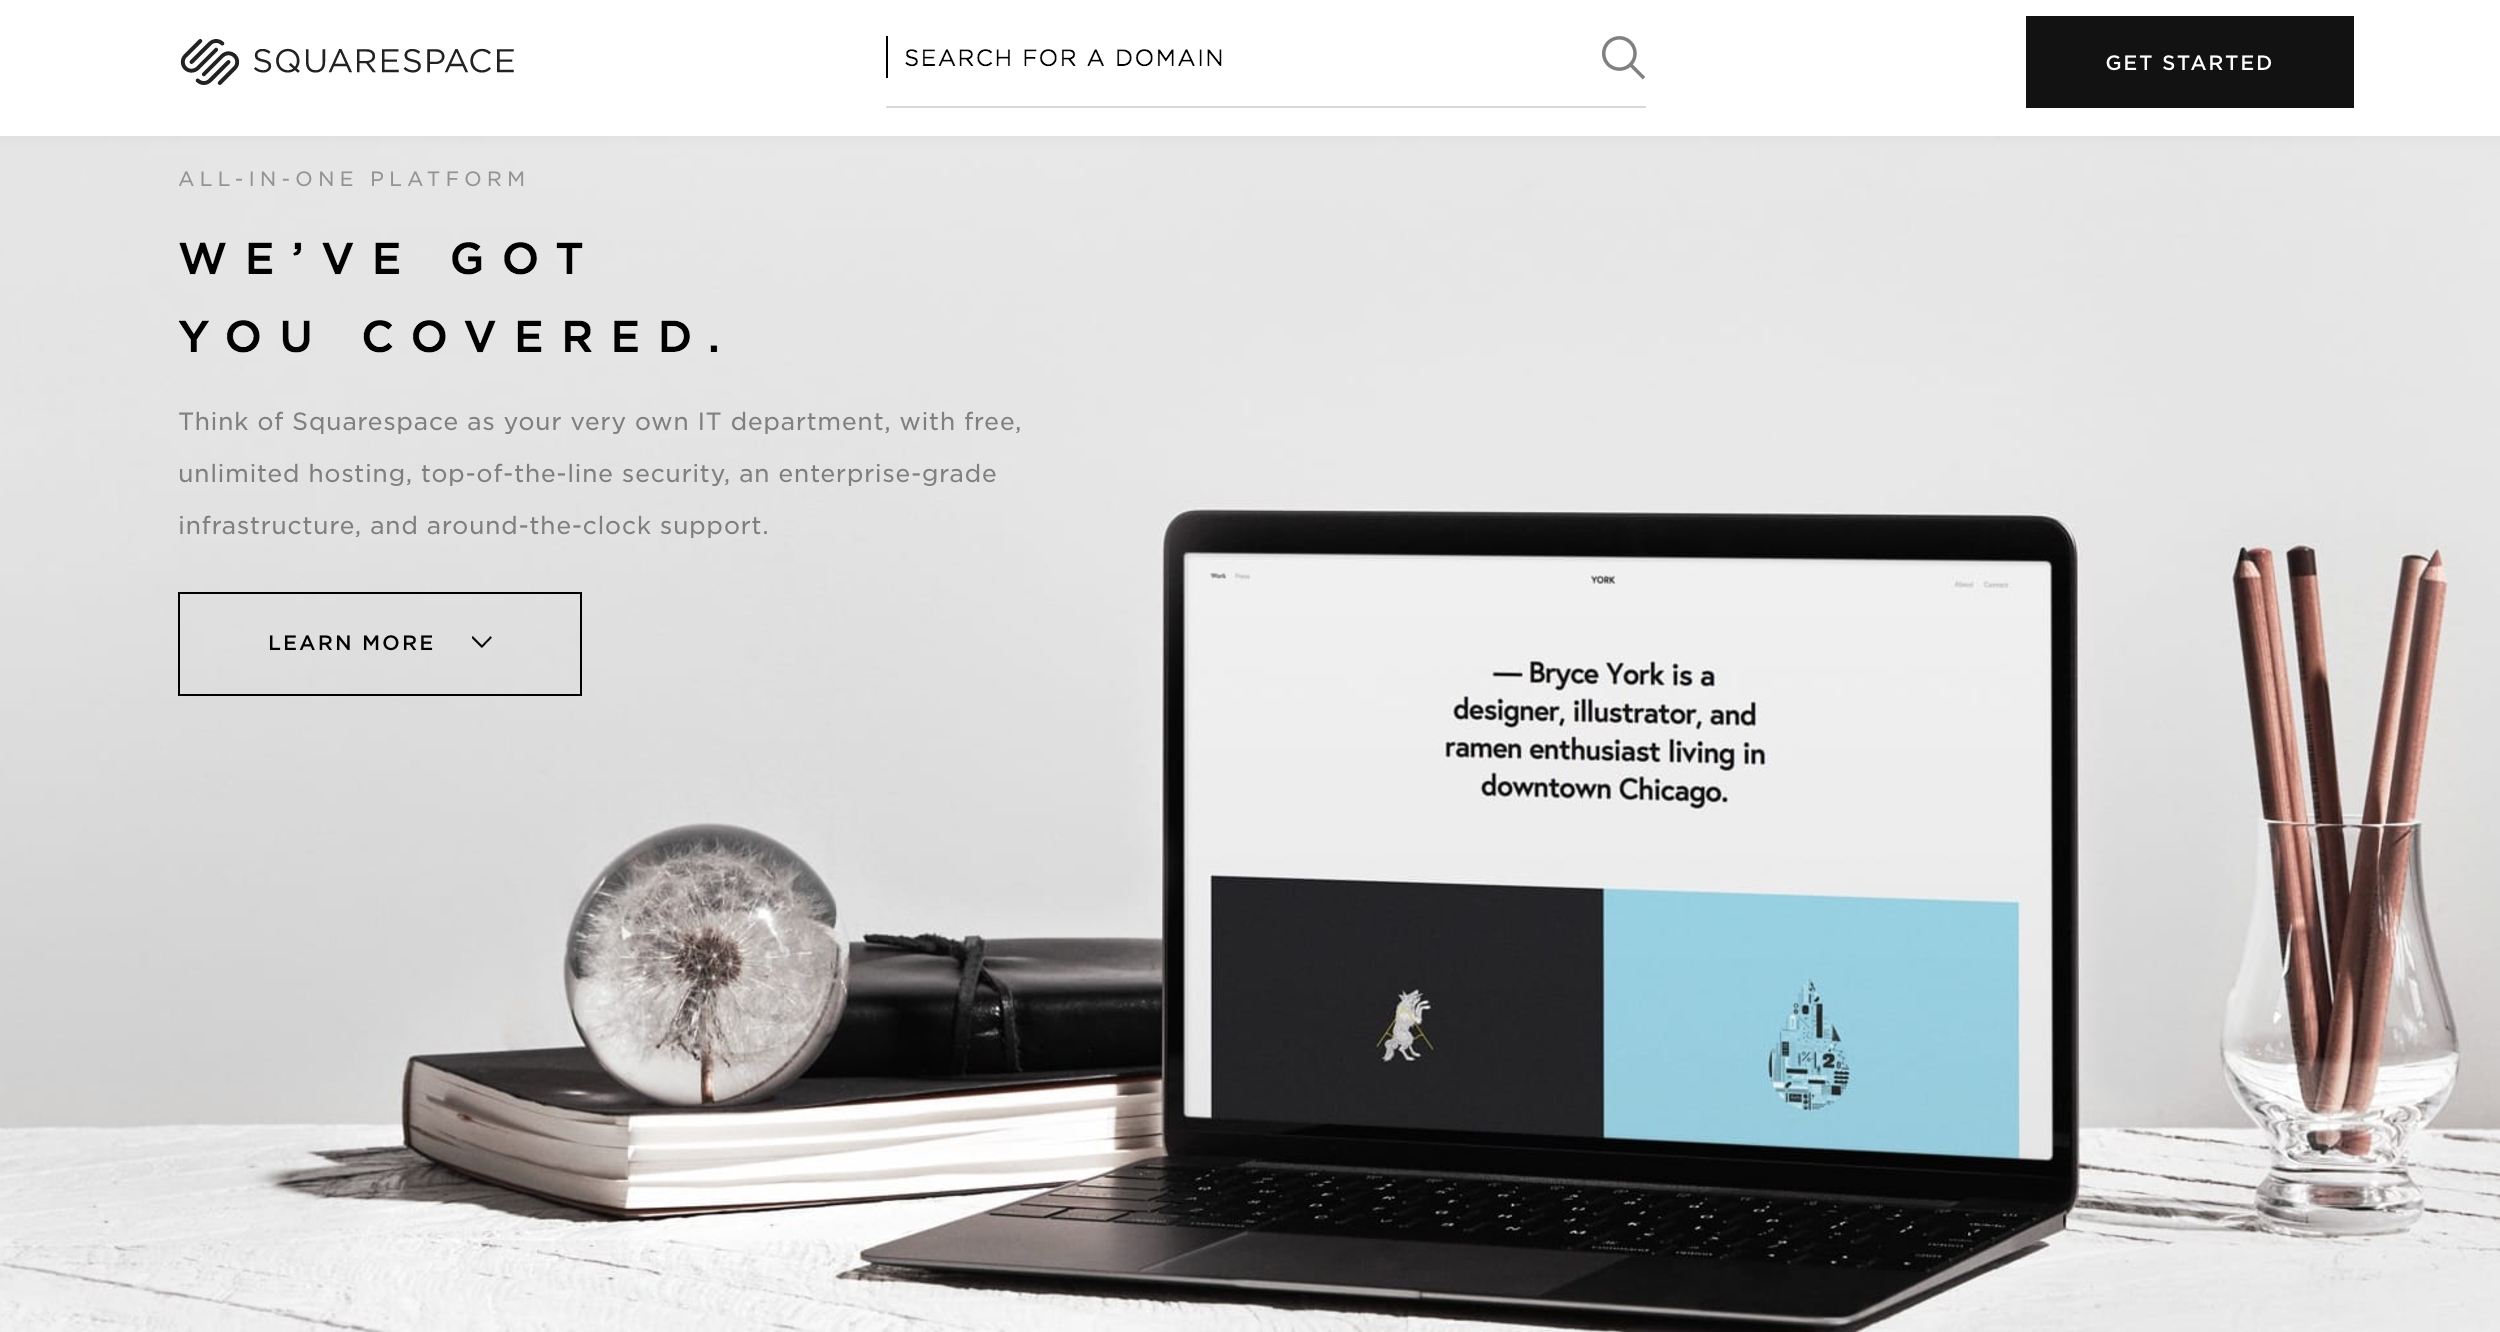 SQUARESPACE
SEARCH FOR A DOMAIN
GET STARTED
ALL-IN-ONE PLATFORM
WE’VE GOT
YOU COVERED.
Think of Squarespace as your very own IT department, with free,
unlimited hosting, top-of-the-line security, an enterprise-grade
infrastructure, and around-the-clock support.
LEARN MORE
Work Press
YORK
About Contact
— Bryce York is a
designer, illustrator, and
ramen enthusiast living in
downtown Chicago.
2